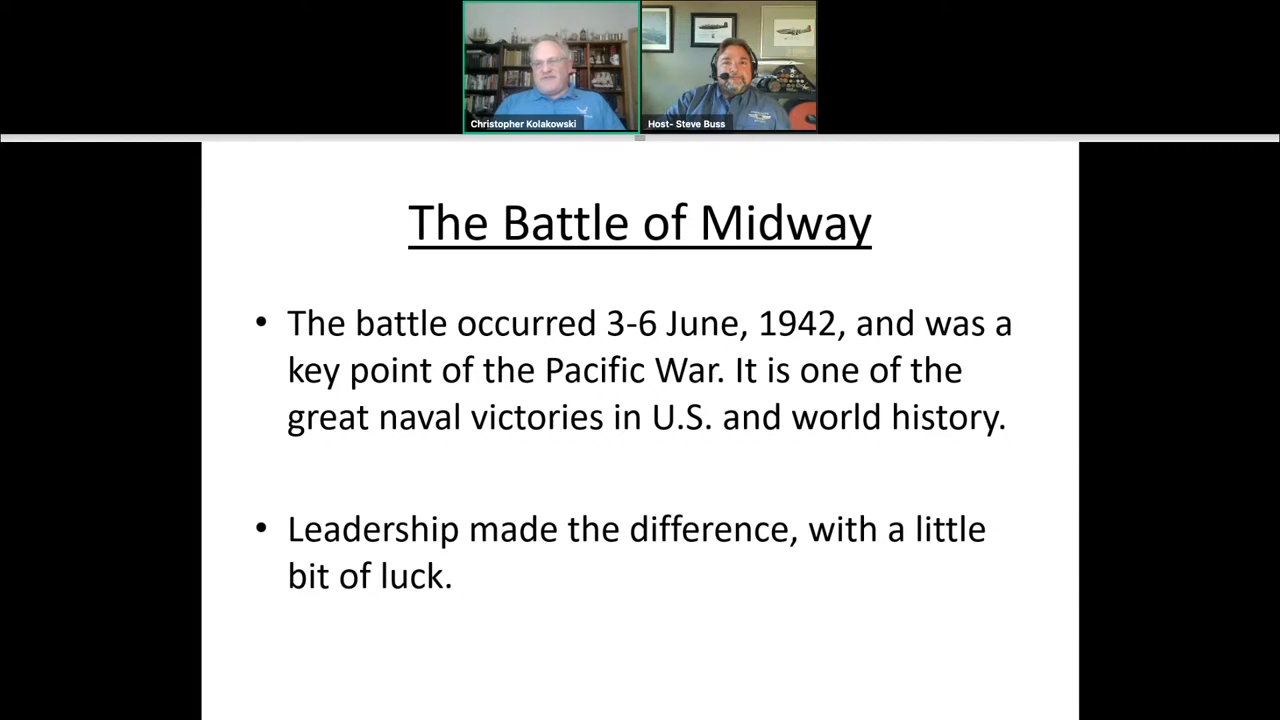 Christopher Kolakowski
Host- Steve Buss
The Battle of Midway
• The battle occurred 3-6 June, 1942, and was a
key point of the Pacific War. It is one of the
great naval victories in U.S. and world history.
• Leadership made the difference, with a little
bit of luck.